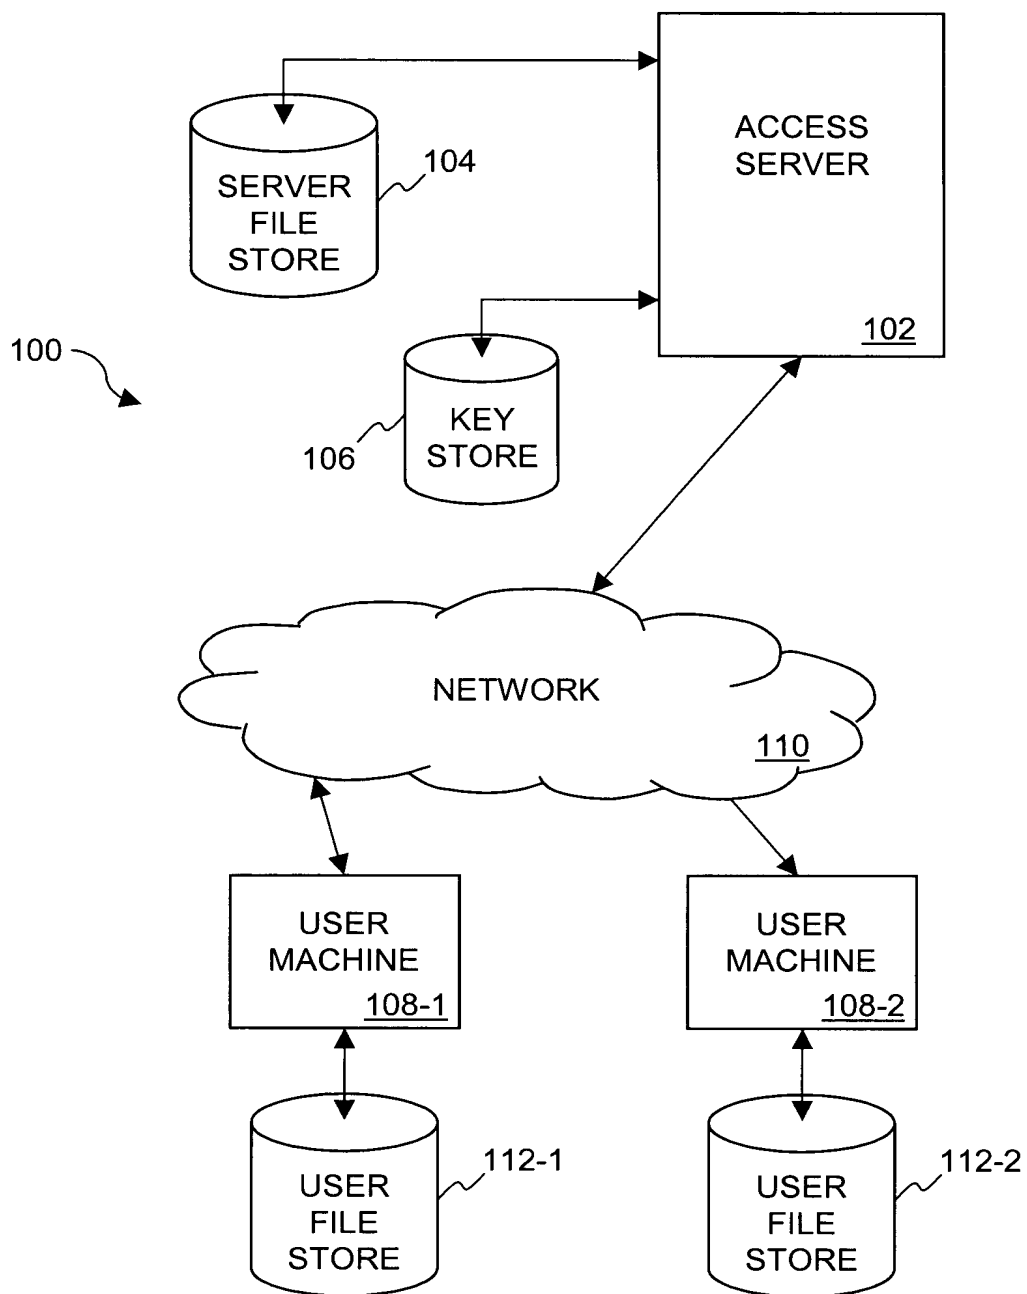 ACCESS
SERVER
102
104
SERVER
FILE
STORE
100
106
KEY
STORE
NETWORK
110
USER
MACHINE
108-1
USER
MACHINE
108-2
112-1
USER
FILE
STORE
112-2
USER
FILE
STORE